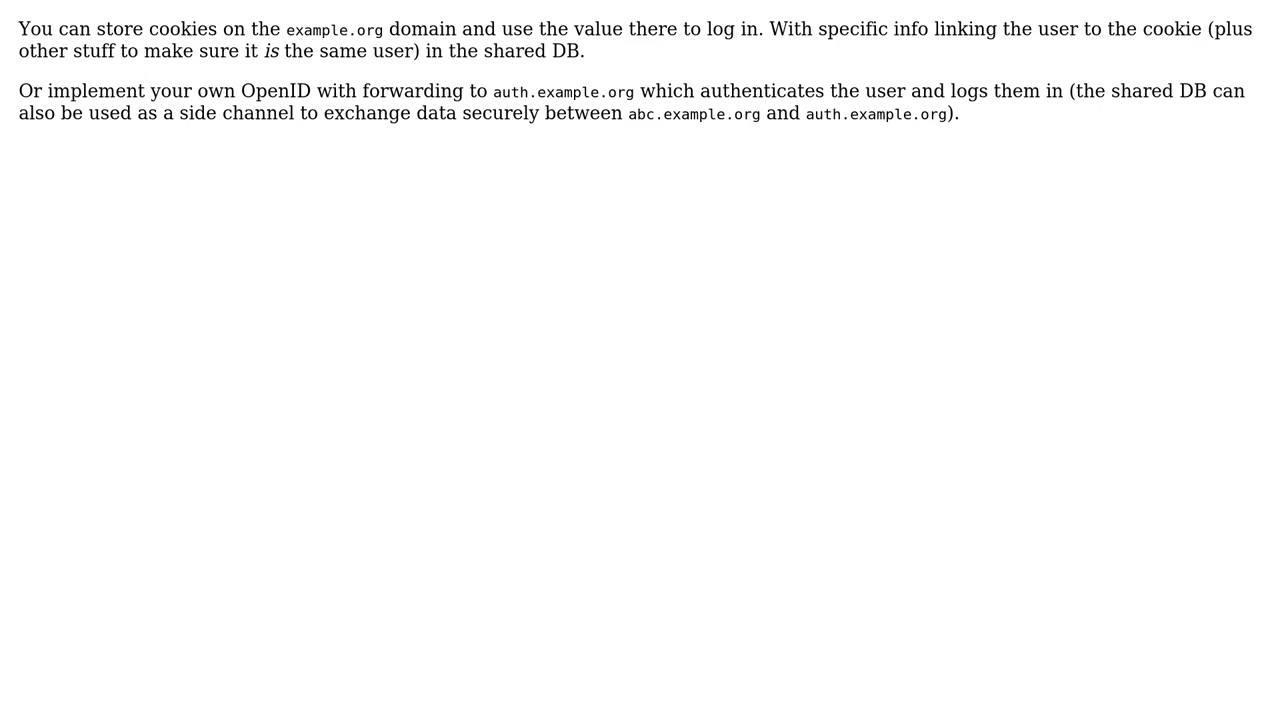 You can store cookies on the example.org domain and use the value there to log in. With specific info linking the user to the cookie (plus
other stuff to make sure it is the same user) in the shared DB.
Or implement your own OpenID with forwarding to auth.example.org which authenticates the user and logs them in (the shared DB can
also be used as a side channel to exchange data securely between abc.example.org and auth.example.org).